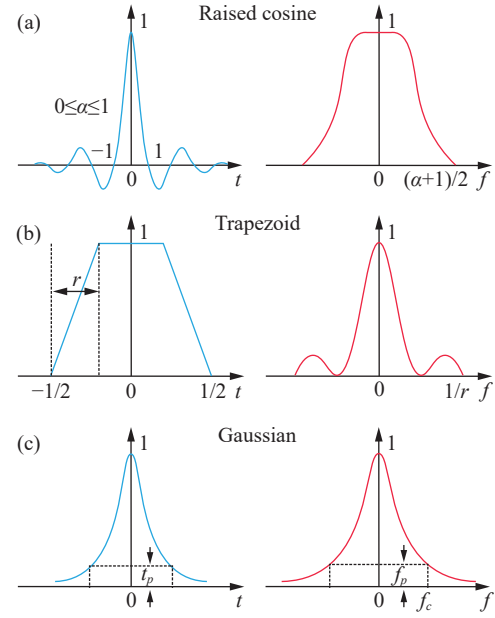 (a) Raised cosine
1 1
0≤α≤1
−1 1
0 t 0 (α+1)/2 f
(b) Trapezoid
1 1
r
−1/2 0 1/2 t 0 1/r f
(c) Gaussian
1 1
t_p f_p
0 t 0 f_c f